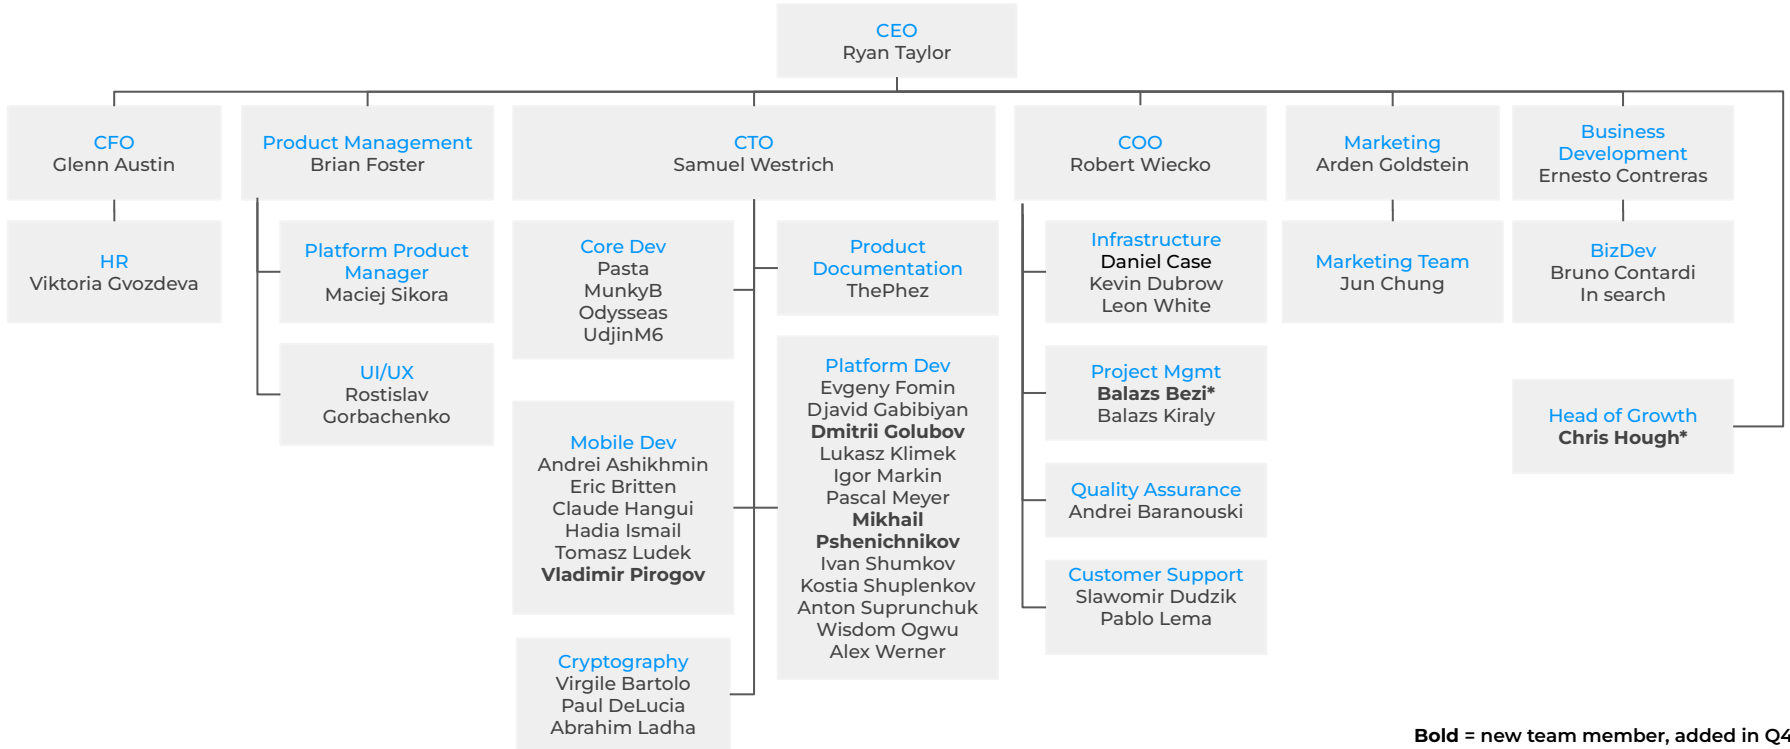 CEO
Ryan Taylor
CFO
Glenn Austin
HR
Viktoria Gvozdeva
Product Management
Brian Foster
Platform Product
Manager
Maciej Sikora
UI/UX
Rostislav
Gorbachenko
CTO
Samuel Westrich
Core Dev
Pasta
MunkyB
Odysseas
UdjinM6
Mobile Dev
Andrei Ashikhmin
Eric Britten
Claude Hangui
Hadia Ismail
Tomasz Ludek
Vladimir Pirogov
Cryptography
Virgile Bartolo
Paul DeLucia
Abrahim Ladha
Product
Documentation
ThePhez
Platform Dev
Evgeny Fomin
Djavid Gabibiyan
Dmitrii Golubov
Lukasz Klimek
Igor Markin
Pascal Meyer
Mikhail
Pshenichnikov
Ivan Shumkov
Kostia Shuplenkov
Anton Suprunchuk
Wisdom Ogwu
Alex Werner
COO
Robert Wiecko
Infrastructure
Daniel Case
Kevin Dubrow
Leon White
Project Mgmt
Balazs Bezi*
Balazs Kiraly
Quality Assurance
Andrei Baranouski
Customer Support
Slawomir Dudzik
Pablo Lema
Marketing
Arden Goldstein
Marketing Team
Jun Chung
Business
Development
Ernesto Contreras
BizDev
Bruno Contardi
In search
Head of Growth
Chris Hough*
Bold = new team member, added in Q4